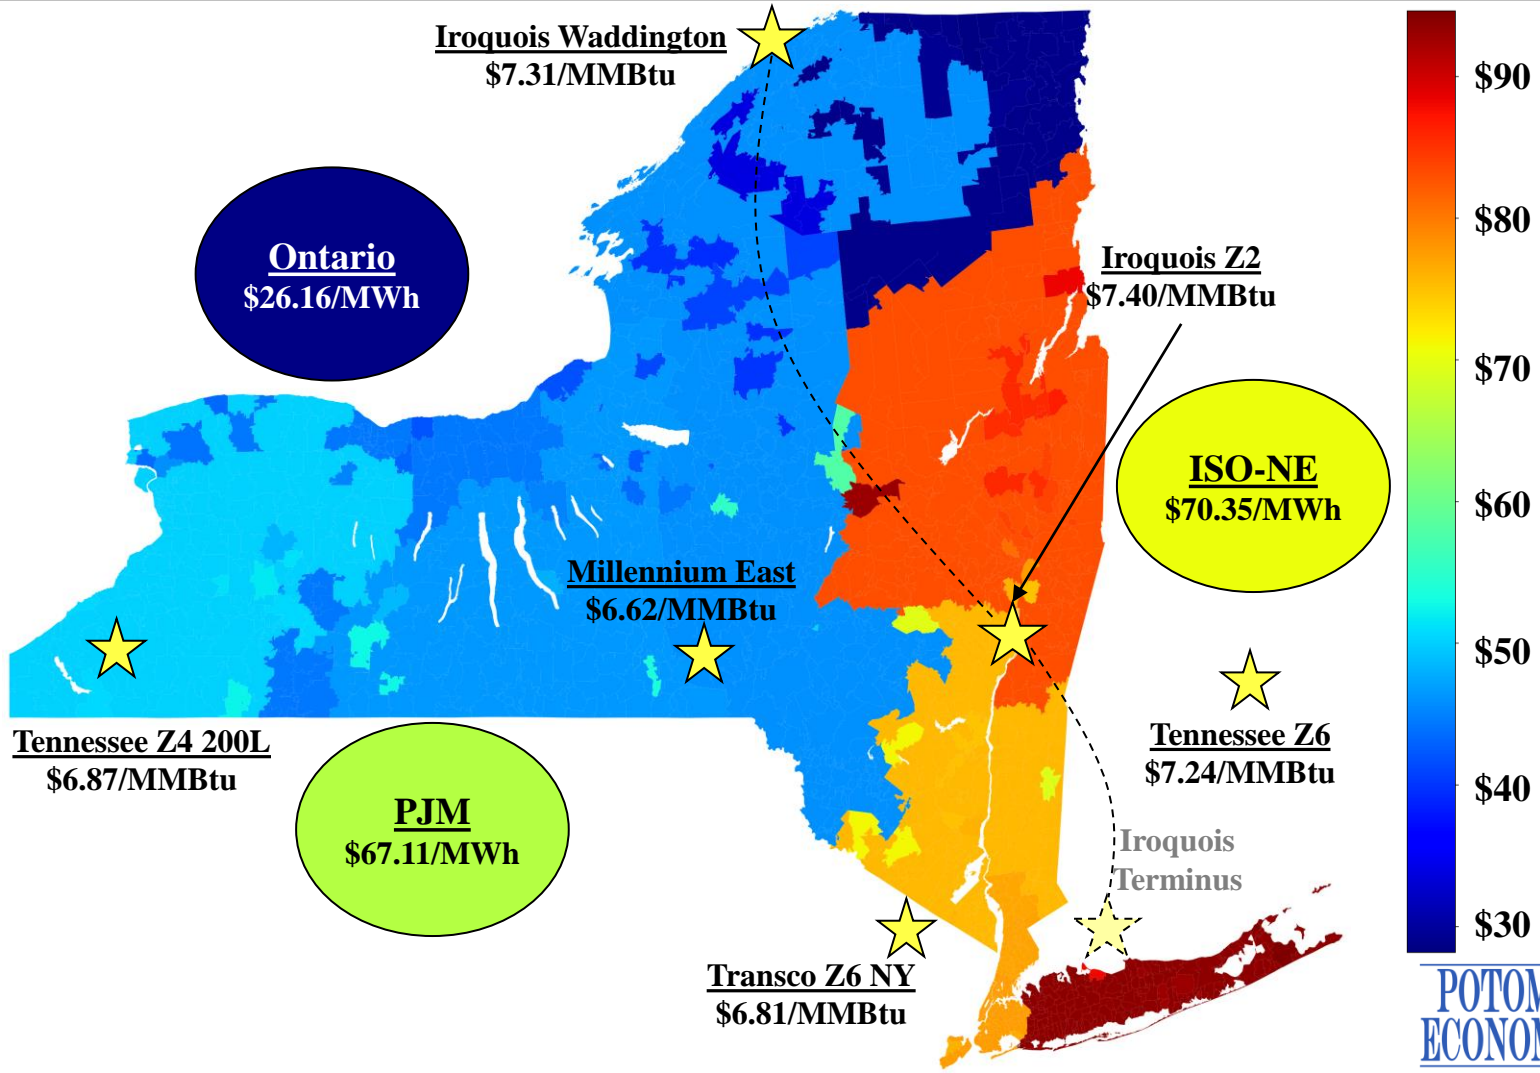 Iroquois Waddington
$7.31/MMBtu
$90
Ontario
$26.16/MWh
$80
Iroquois Z2
$7.40/MMBtu
$70
ISO-NE
$70.35/MWh
$60
Millennium East
$6.62/MMBtu
$50
Tennessee Z4 200L
$6.87/MMBtu
Tennessee Z6
$7.24/MMBtu
$40
PJM
$67.11/MWh
Iroquois
Terminus
$30
Transco Z6 NY
$6.81/MMBtu
POTOM
ECONOM